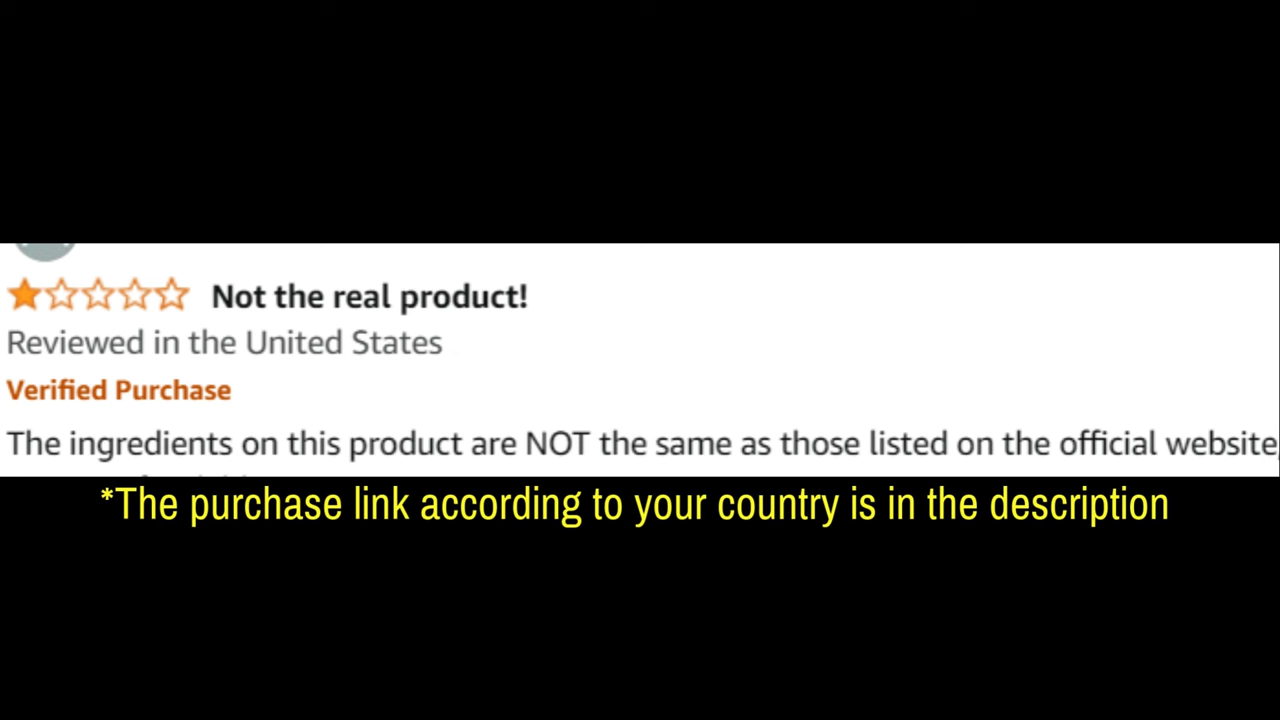 Not the real product!
Reviewed in the United States
Verified Purchase
The ingredients on this product are NOT the same as those listed on the official website,
*The purchase link according to your country is in the description